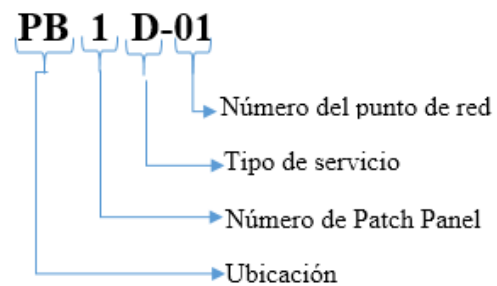 PB 1 D-01
Número del punto de red
Tipo de servicio
Número de Patch Panel
Ubicación